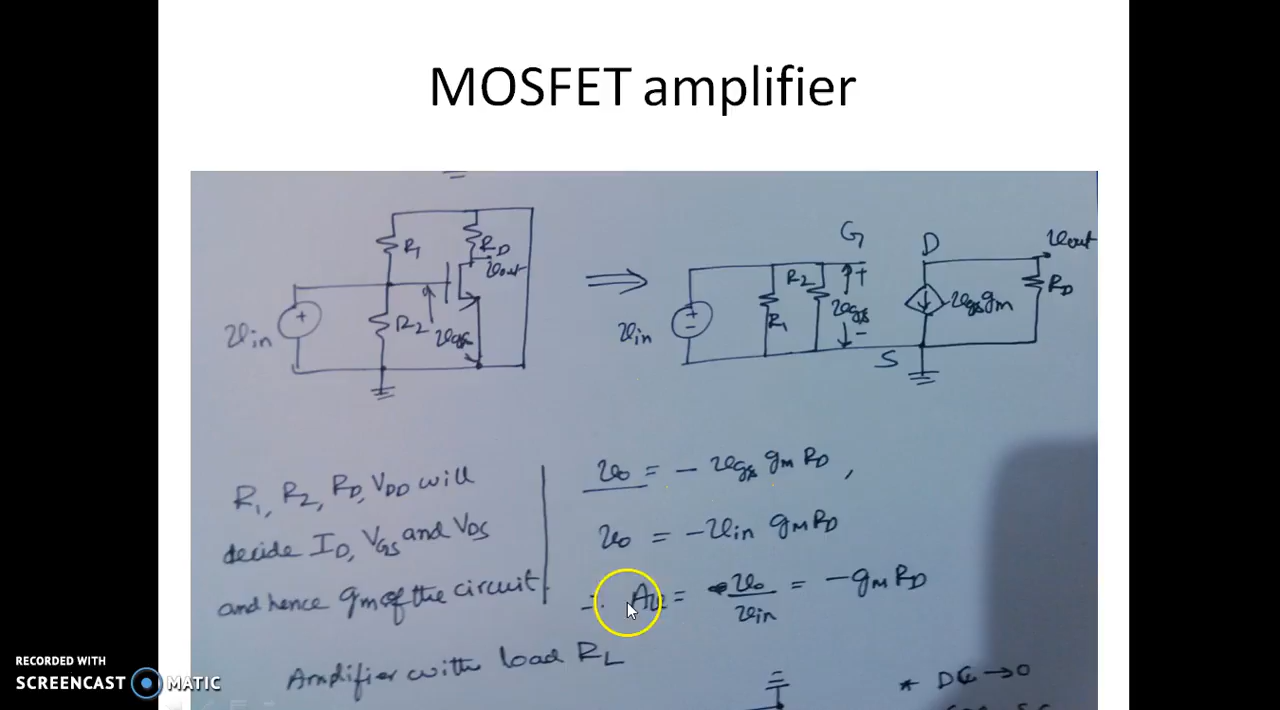 MOSFET amplifier
R1
RD
vout
R2
vgs
vin
+
G
D
vout
R2
+
R1
vgs
-
vgs gm
RD
+
-
vin
S
R1, R2, RD, VDD will
decide ID, VGS and VDS
and hence gm of the circuit
vo = - vgs gm RD,
vo = -vin gm RD
∴ Av = vo/vin = -gm RD
Amplifier with load RL
* DC → 0
RECORDED WITH
SCREENCAST MATIC